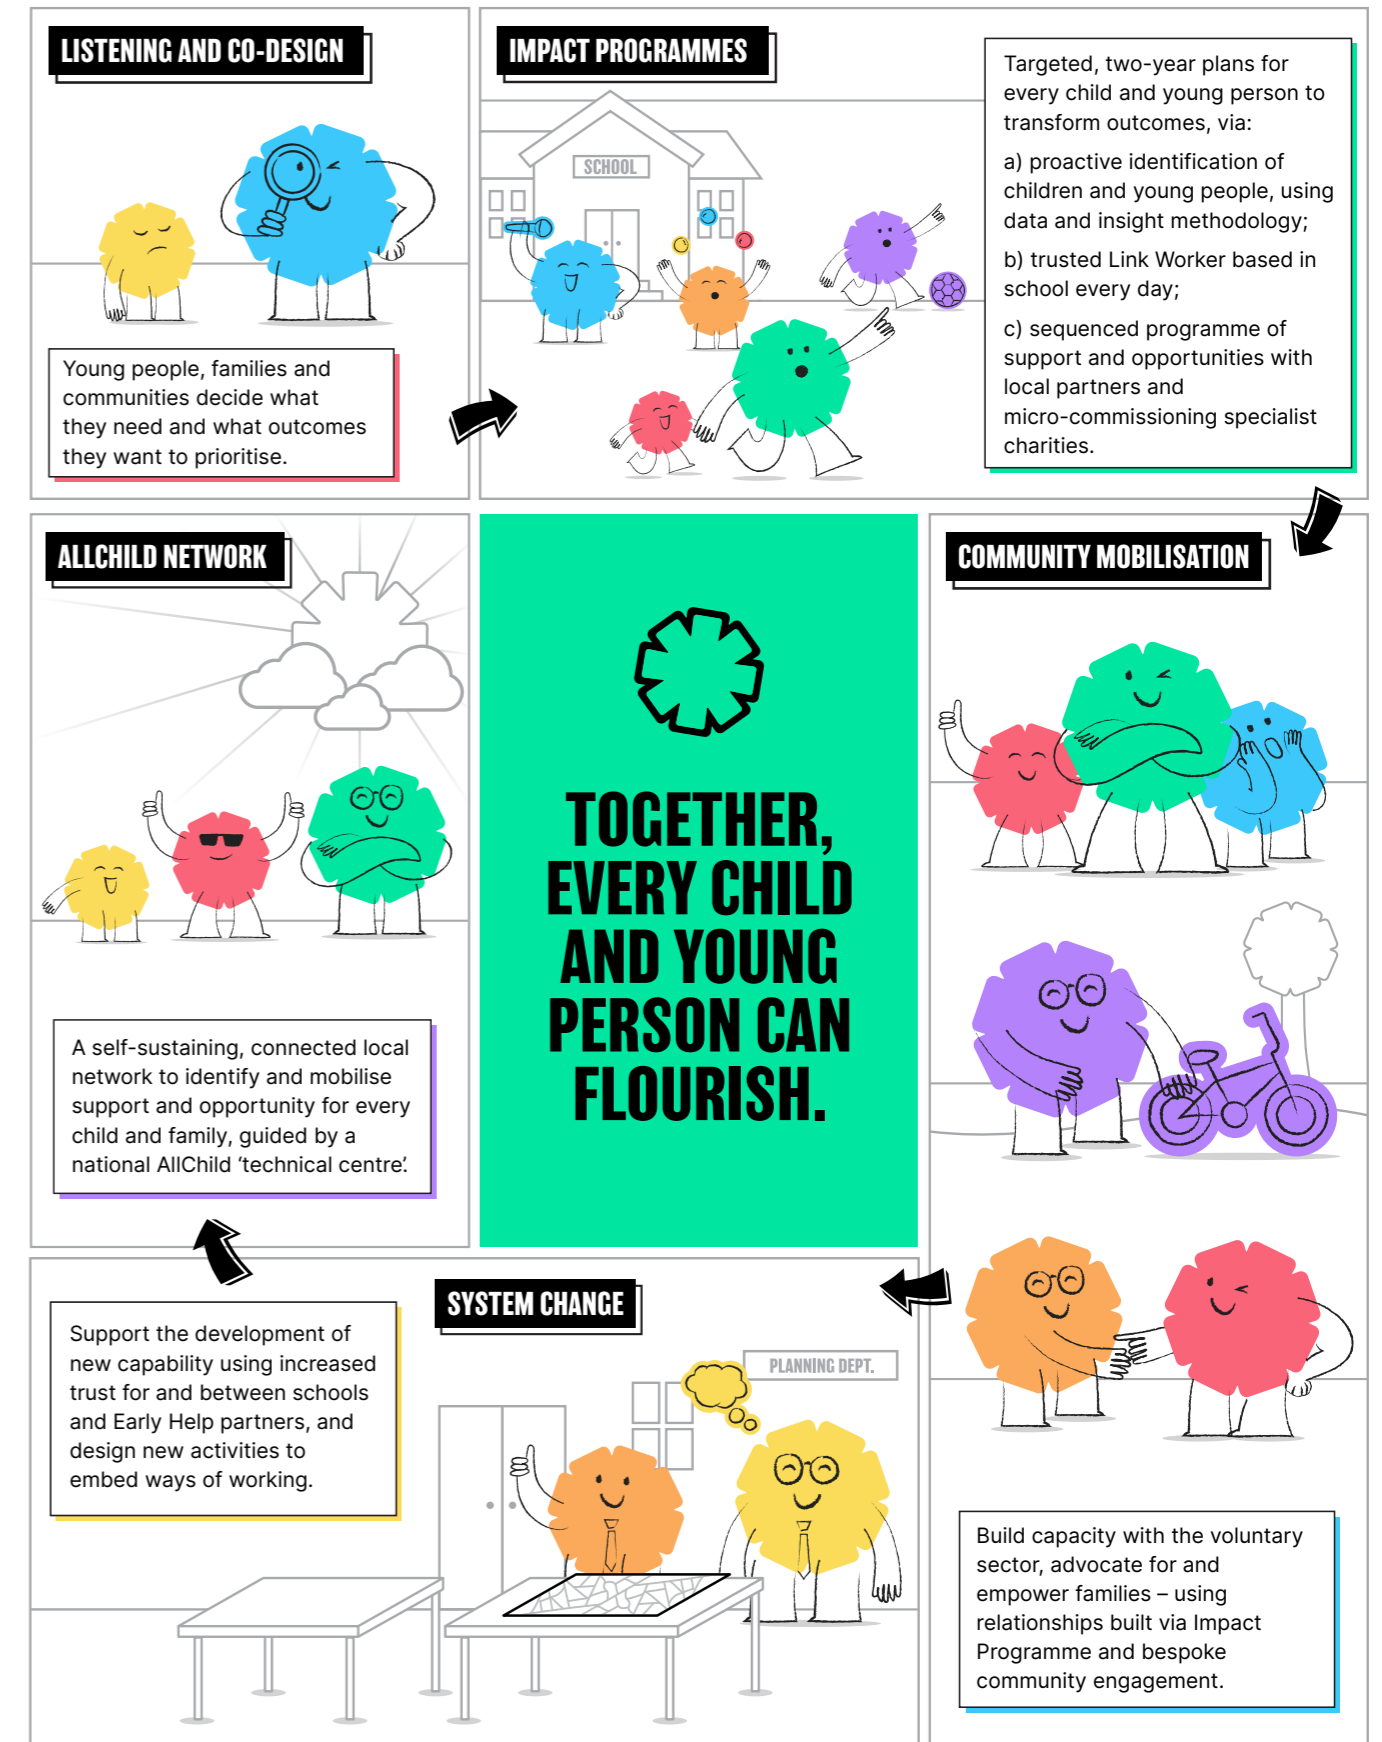 LISTENING AND CO-DESIGN
Young people, families and
communities decide what
they need and what outcomes
they want to prioritise.
IMPACT PROGRAMMES
SCHOOL
Targeted, two-year plans for
every child and young person to
transform outcomes, via:
a) proactive identification of
children and young people, using
data and insight methodology;
b) trusted Link Worker based in
school every day;
c) sequenced programme of
support and opportunities with
local partners and
micro-commissioning specialist
charities.
COMMUNITY MOBILISATION
Build capacity with the voluntary
sector, advocate for and
empower families – using
relationships built via Impact
Programme and bespoke
community engagement.
SYSTEM CHANGE
PLANNING DEPT.
Support the development of
new capability using increased
trust for and between schools
and Early Help partners, and
design new activities to
embed ways of working.
ALLCHILD NETWORK
A self-sustaining, connected local
network to identify and mobilise
support and opportunity for every
child and family, guided by a
national AllChild ‘technical centre’.
TOGETHER,
EVERY CHILD
AND YOUNG
PERSON CAN
FLOURISH.